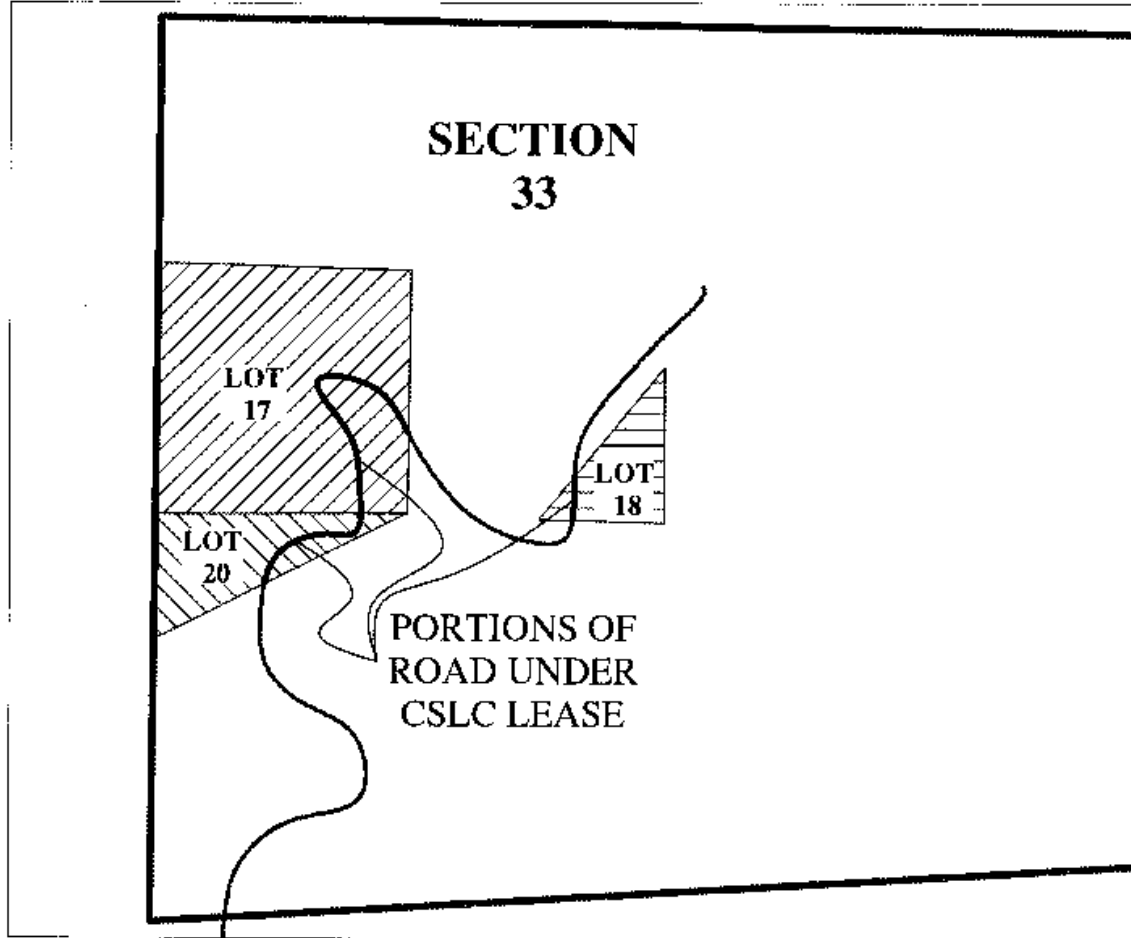 SECTION
33
LOT
17
LOT
18
LOT
20
PORTIONS OF
ROAD UNDER
CSLC LEASE